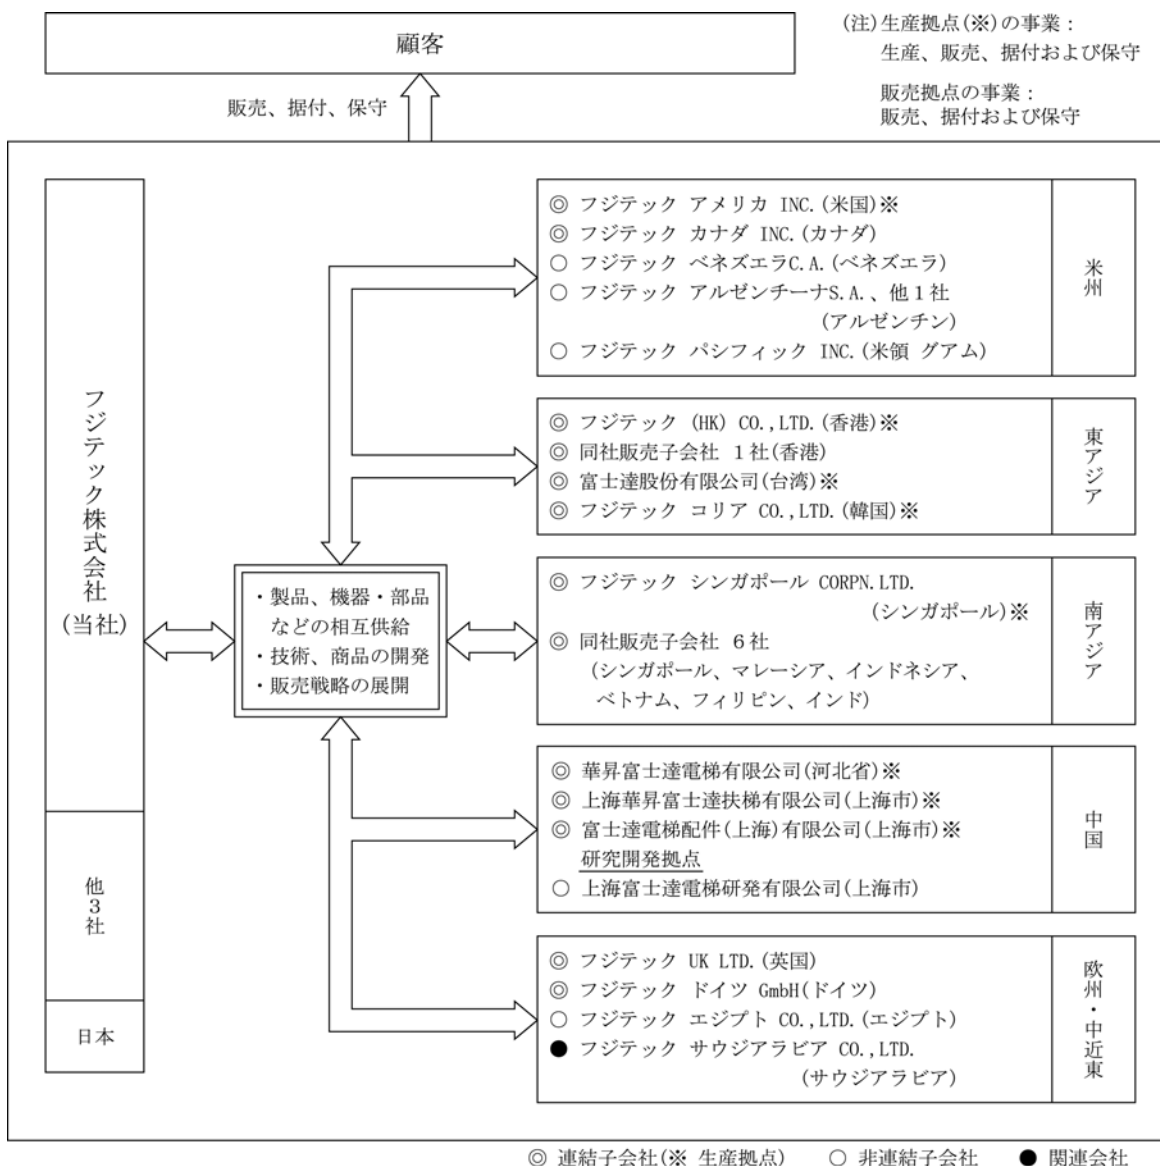 顧客
(注)生産拠点(※)の事業：
生産、販売、据付および保守
販売拠点の事業：
販売、据付および保守
販売、据付、保守
フジテック株式会社
(当社)
他３社
日本
・製品、機器・部品
などの相互供給
・技術、商品の開発
・販売戦略の展開
◎ フジテック アメリカ INC.(米国)※
◎ フジテック カナダ INC.(カナダ)
○ フジテック ベネズエラC.A.(ベネズエラ)
○ フジテック アルゼンチーナS.A.、他１社
(アルゼンチン)
○ フジテック パシフィック INC.(米領 グアム)
米州
◎ フジテック (HK) CO.,LTD.(香港)※
◎ 同社販売子会社 １社(香港)
◎ 富士達股份有限公司(台湾)※
◎ フジテック コリア CO.,LTD.(韓国)※
東アジア
◎ フジテック シンガポール CORPN.LTD.
(シンガポール)※
◎ 同社販売子会社 ６社
(シンガポール、マレーシア、インドネシア、
ベトナム、フィリピン、インド)
南アジア
◎ 華昇富士達電梯有限公司(河北省)※
◎ 上海華昇富士達扶梯有限公司(上海市)※
◎ 富士達電梯配件(上海)有限公司(上海市)※
研究開発拠点
○ 上海富士達電梯研発有限公司(上海市)
中国
◎ フジテック UK LTD.(英国)
◎ フジテック ドイツ GmbH(ドイツ)
○ フジテック エジプト CO.,LTD.(エジプト)
● フジテック サウジアラビア CO.,LTD.
(サウジアラビア)
欧州・中近東
◎ 連結子会社(※ 生産拠点) ○ 非連結子会社 ● 関連会社